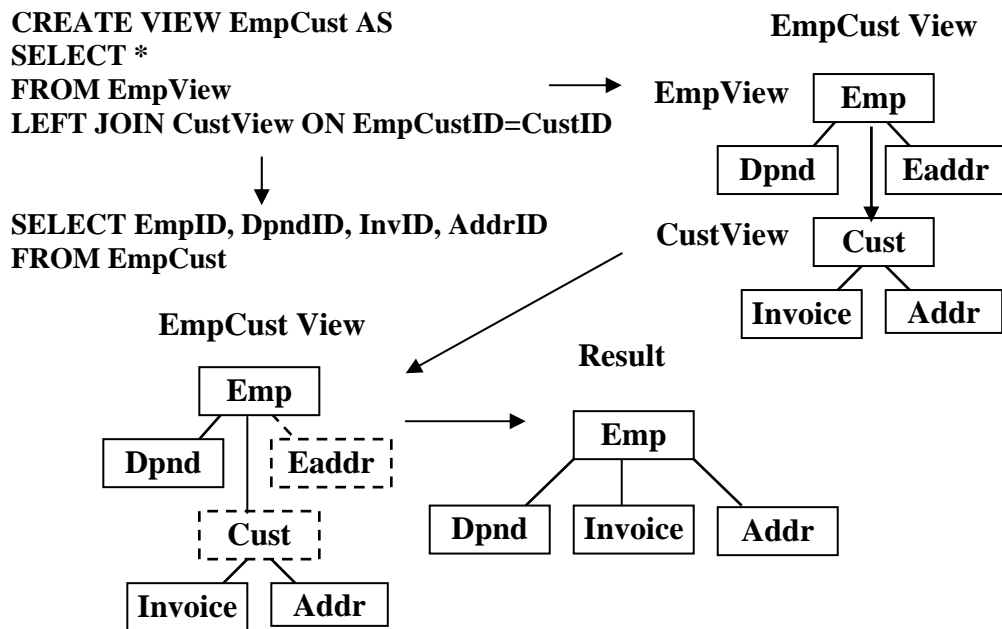 CREATE VIEW EmpCust AS
SELECT *
FROM EmpView
LEFT JOIN CustView ON EmpCustID=CustID
EmpCust View
EmpView
Emp
Dpnd
Eaddr
CustView
Cust
Invoice
Addr
SELECT EmpID, DpndID, InvID, AddrID
FROM EmpCust
EmpCust View
Emp
Dpnd
Eaddr
Cust
Invoice
Addr
Result
Emp
Dpnd
Invoice
Addr